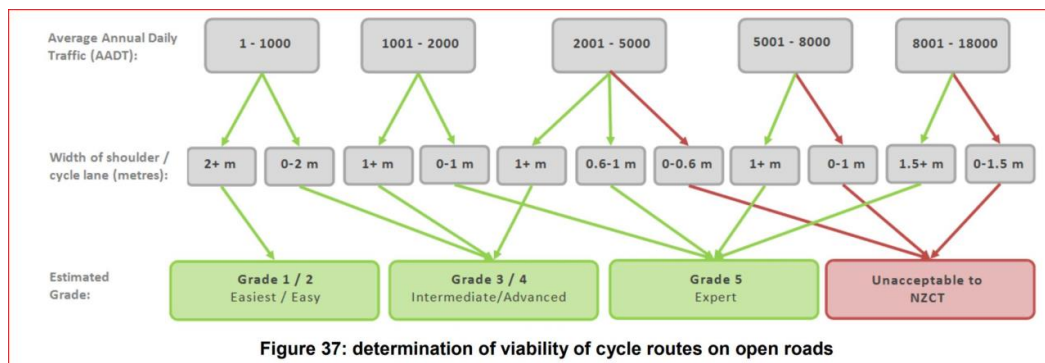 Average Annual Daily
Traffic (AADT):
1 - 1000
1001 - 2000
2001 - 5000
5001 - 8000
8001 - 18000
Width of shoulder /
cycle lane (metres):
2+ m
0-2 m
1+ m
0-1 m
1+ m
0.6-1 m
0-0.6 m
1+ m
0-1 m
1.5+ m
0-1.5 m
Estimated
Grade:
Grade 1 / 2
Easiest / Easy
Grade 3 / 4
Intermediate/Advanced
Grade 5
Expert
Unacceptable to
NZCT
Figure 37: determination of viability of cycle routes on open roads